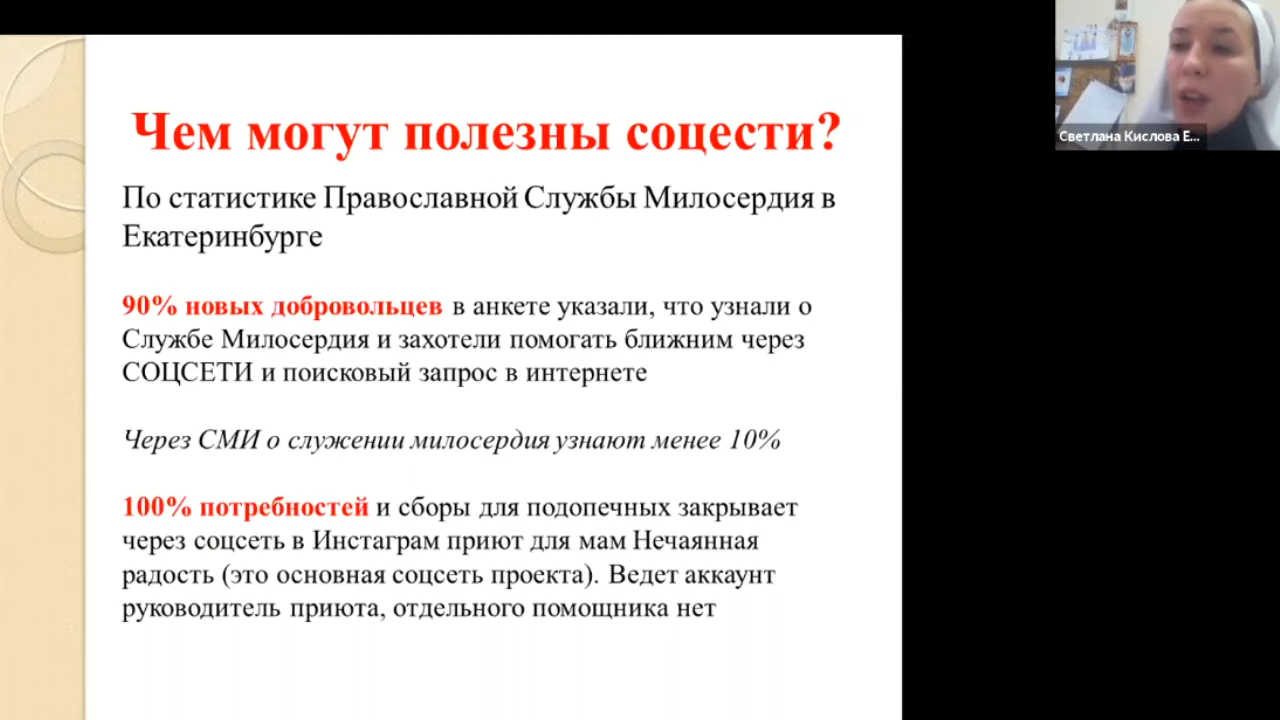 Чем могут полезны соцести?
По статистике Православной Службы Милосердия в
Екатеринбурге
90% новых добровольцев в анкете указали, что узнали о
Службе Милосердия и захотели помогать ближним через
СОЦСЕТИ и поисковый запрос в интернете
Через СМИ о служении милосердия узнают менее 10%
100% потребностей и сборы для подопечных закрывает
через соцсеть в Инстаграм приют для мам Нечаянная
радость (это основная соцсеть проекта). Ведет аккаунт
руководитель приюта, отдельного помощника нет
Светлана Кислова Е...